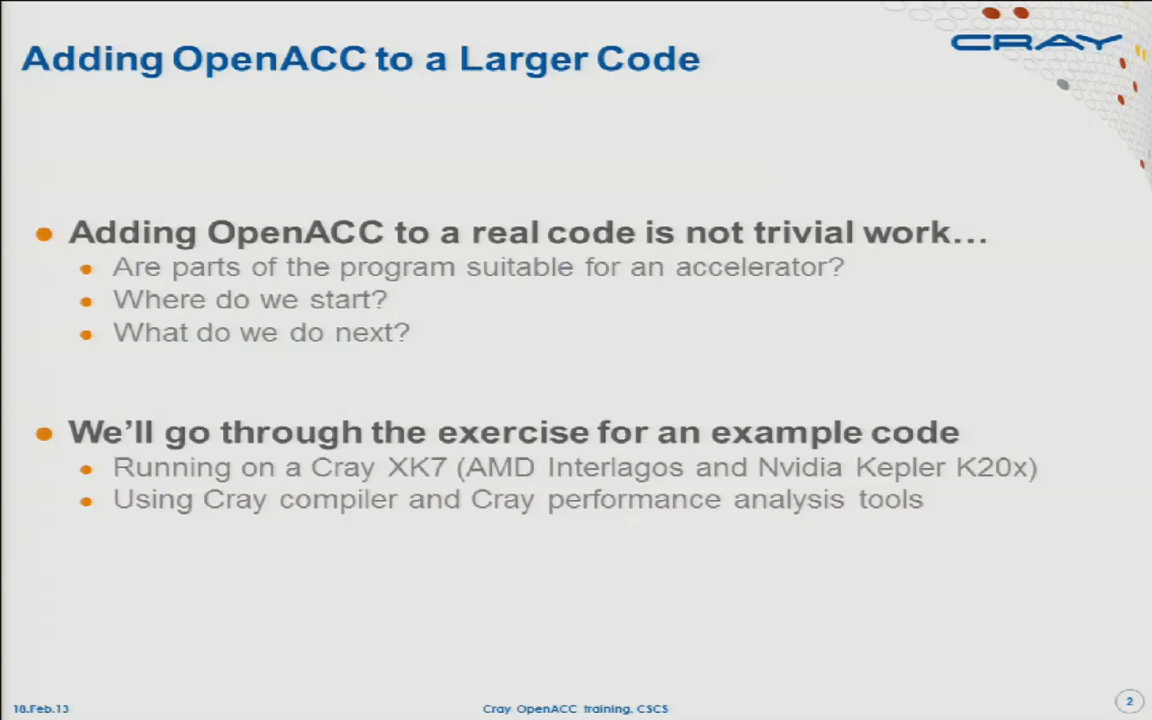 CRAY
Adding OpenACC to a Larger Code
Adding OpenACC to a real code is not trivial work…
Are parts of the program suitable for an accelerator?
Where do we start?
What do we do next?
We'll go through the exercise for an example code
Running on a Cray XK7 (AMD Interlagos and Nvidia Kepler K20x)
Using Cray compiler and Cray performance analysis tools
18.Feb.13
Cray OpenACC training, CSCS
2